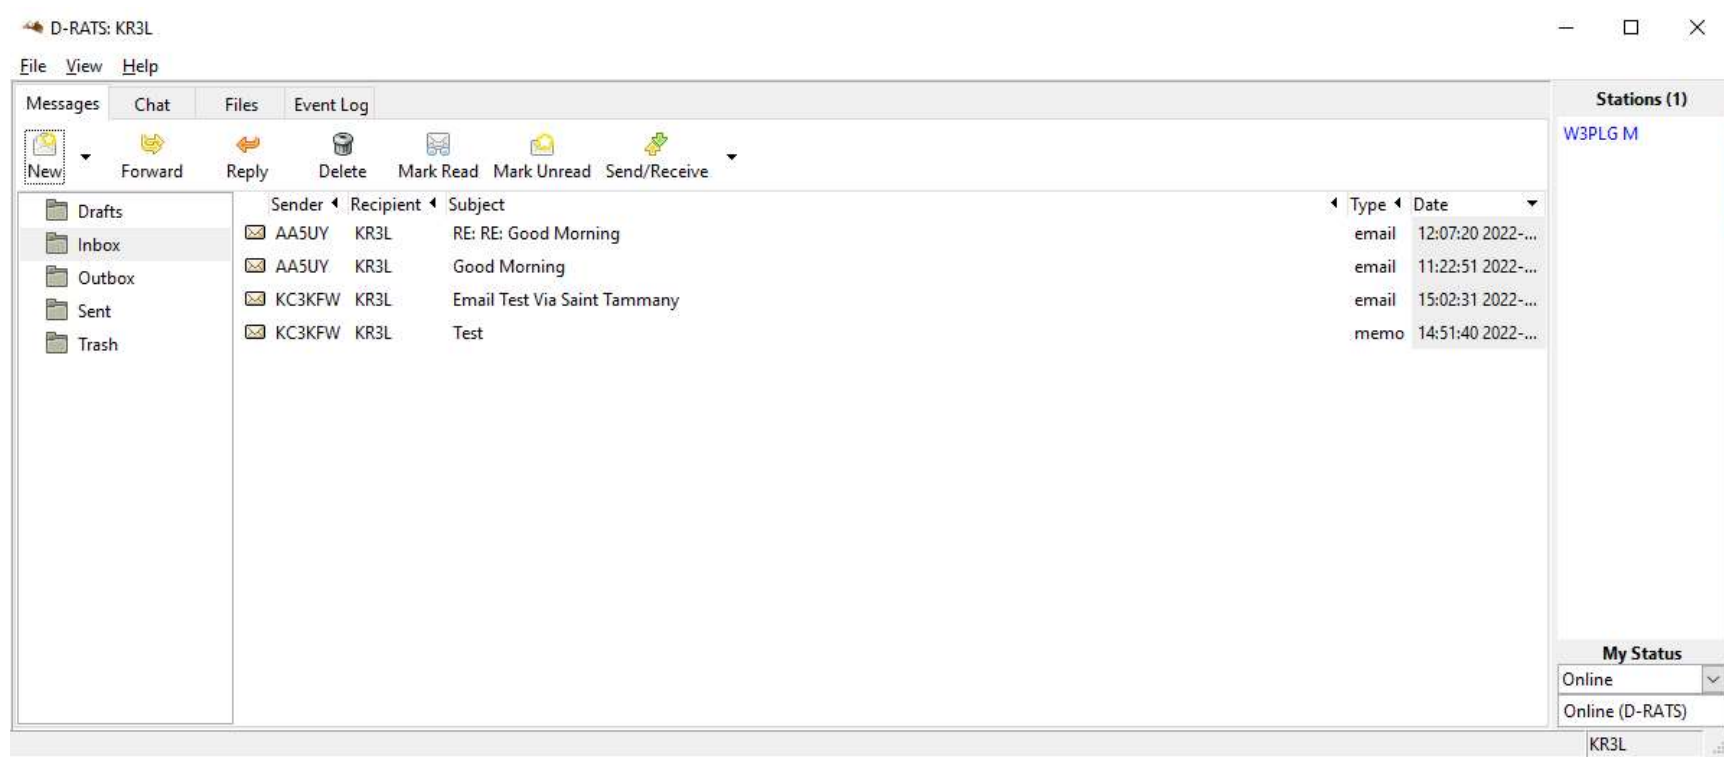 D-RATS: KR3L
File View Help
Messages Chat Files Event Log
New Forward Reply Delete Mark Read Mark Unread Send/Receive
Drafts
Inbox
Outbox
Sent
Trash
Sender Recipient Subject Type Date
AA5UY KR3L RE: RE: Good Morning email 12:07:20 2022-...
AA5UY KR3L Good Morning email 11:22:51 2022-...
KC3KFW KR3L Email Test Via Saint Tammany email 15:02:31 2022-...
KC3KFW KR3L Test memo 14:51:40 2022-...
Stations (1)
W3PLG M
My Status
Online
Online (D-RATS)
KR3L